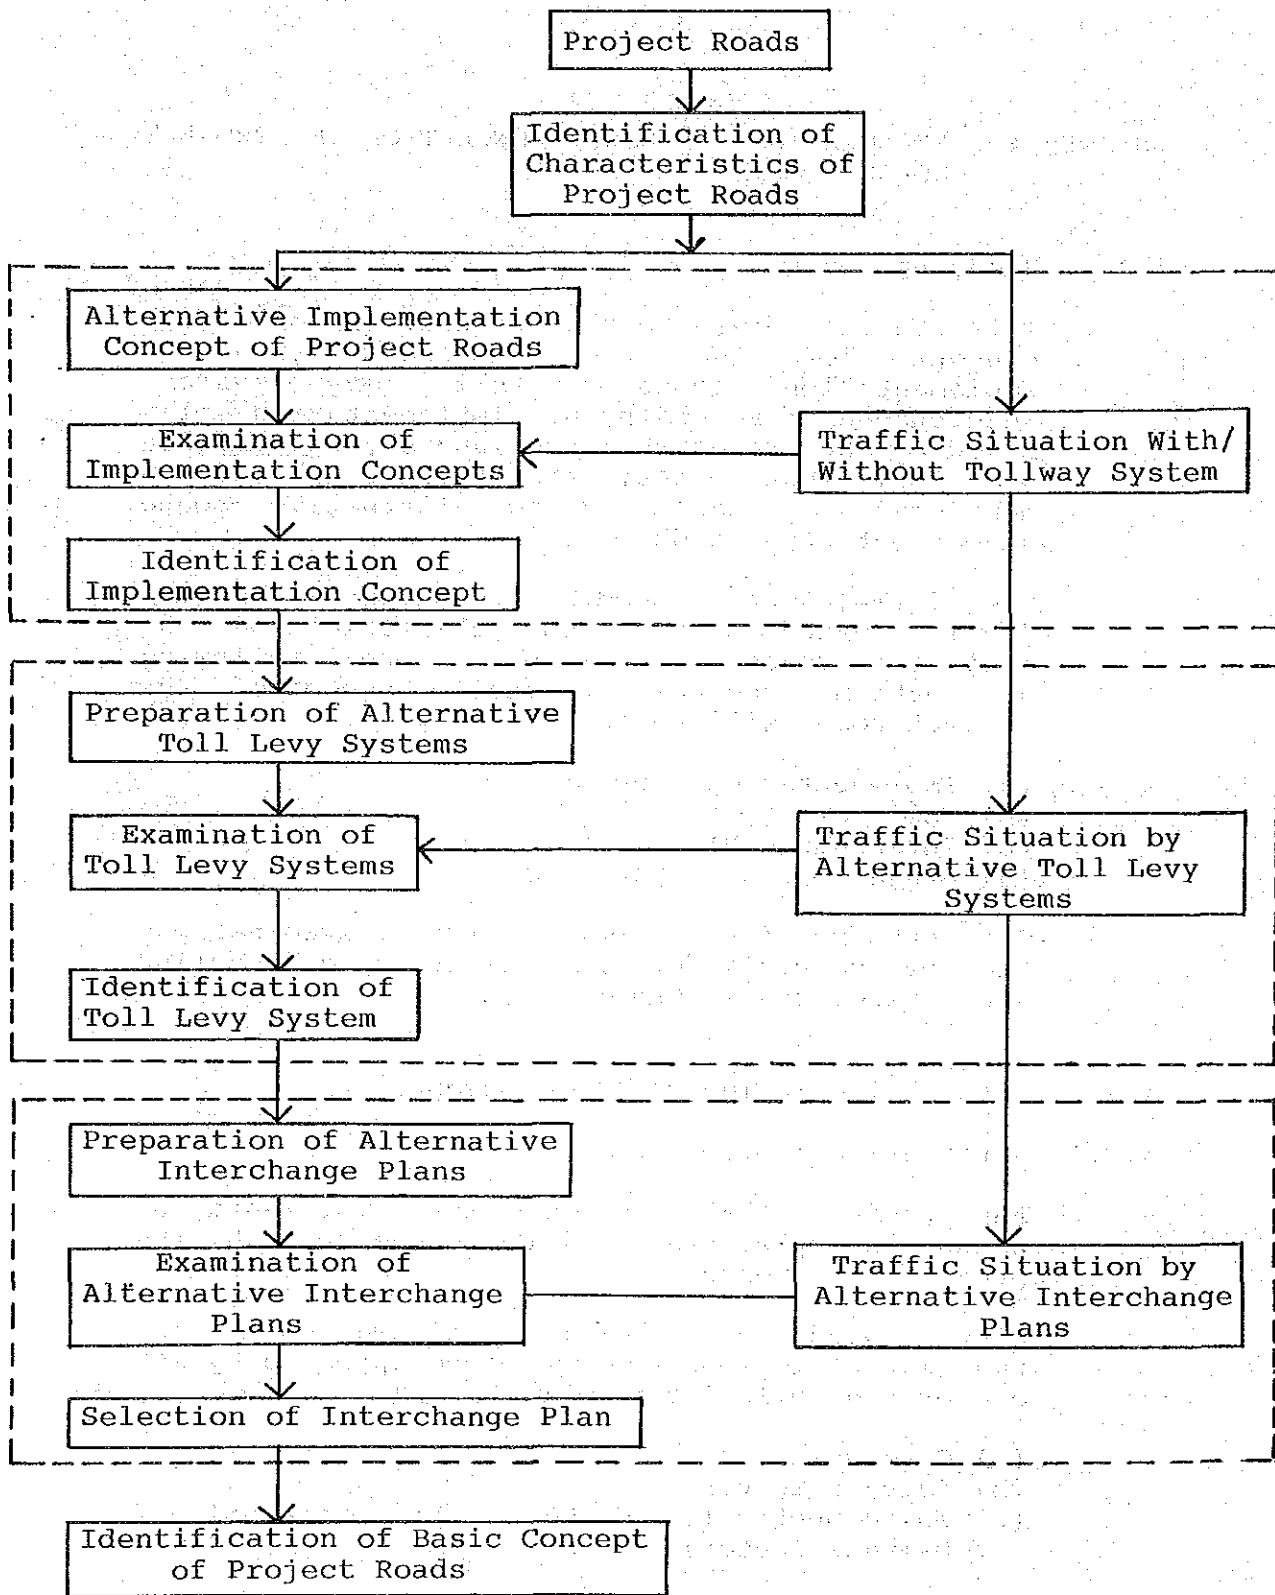 Project Roads
Identification of
Characteristics of
Project Roads
Alternative Implementation
Concept of Project Roads
Examination of
Implementation Concepts
Traffic Situation With/
Without Tollway System
Identification of
Implementation Concept
Preparation of Alternative
Toll Levy Systems
Examination of
Toll Levy Systems
Traffic Situation by
Alternative Toll Levy
Systems
Identification of
Toll Levy System
Preparation of Alternative
Interchange Plans
Examination of
Alternative Interchange
Plans
Traffic Situation by
Alternative Interchange
Plans
Selection of Interchange Plan
Identification of Basic Concept
of Project Roads